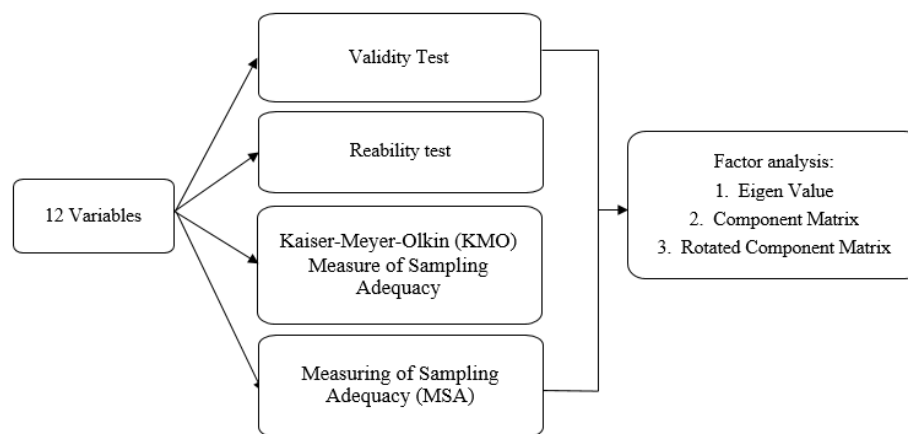 12 Variables
Validity Test
Reability test
Kaiser-Meyer-Olkin (KMO)
Measure of Sampling
Adequacy
Measuring of Sampling
Adequacy (MSA)
Factor analysis:
1. Eigen Value
2. Component Matrix
3. Rotated Component Matrix